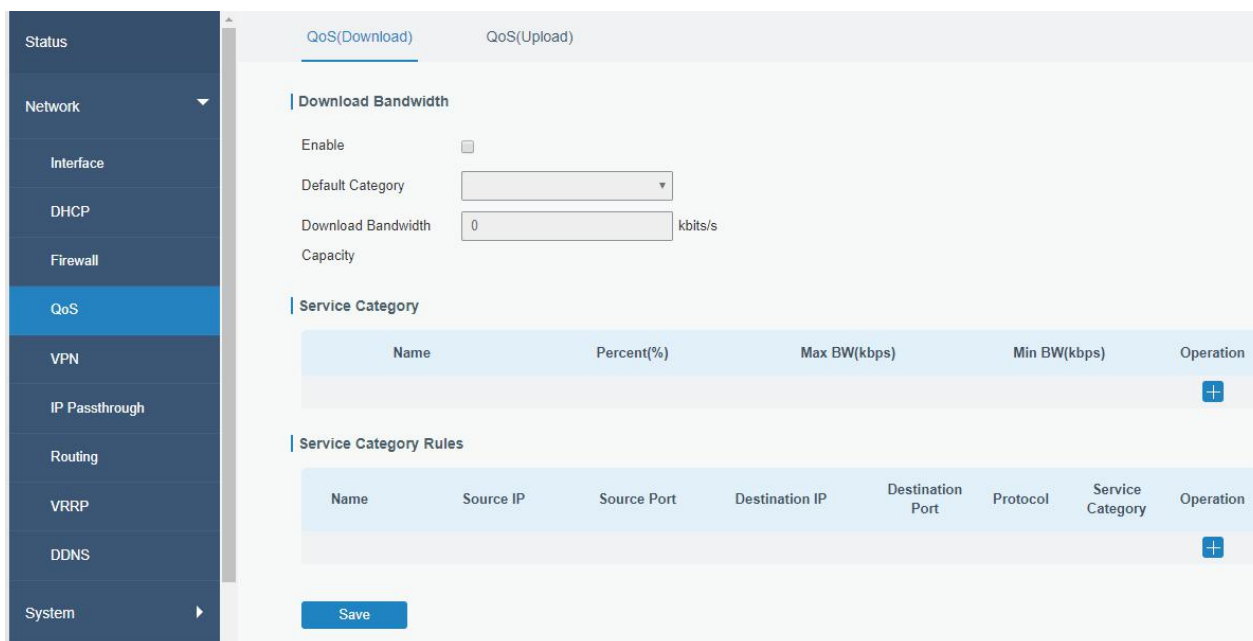 Status
Network
Interface
DHCP
Firewall
QoS
VPN
IP Passthrough
Routing
VRRP
DDNS
System
QoS(Download) QoS(Upload)
Download Bandwidth
Enable
Default Category
Download Bandwidth 0 kbits/s
Capacity
Service Category
Name Percent(%) Max BW(kbps) Min BW(kbps) Operation
Service Category Rules
Name Source IP Source Port Destination IP Destination Port Protocol Service Category Operation
Save